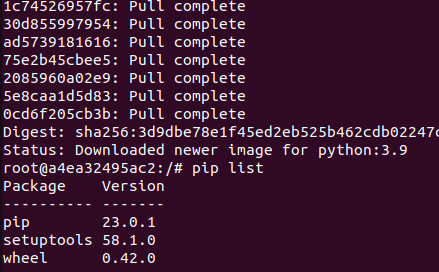 1c74526957fc: Pull complete
30d855997954: Pull complete
ad5739181616: Pull complete
75e2b45cbee5: Pull complete
2085960a02e9: Pull complete
5e8caa1d5d83: Pull complete
0cd6f205cb3b: Pull complete
Digest: sha256:3d9dbe78e1f45ed2eb525b462cdb02247c
Status: Downloaded newer image for python:3.9
root@a4ea32495ac2:/# pip list
Package    Version
---------- -------
pip        23.0.1
setuptools 58.1.0
wheel      0.42.0